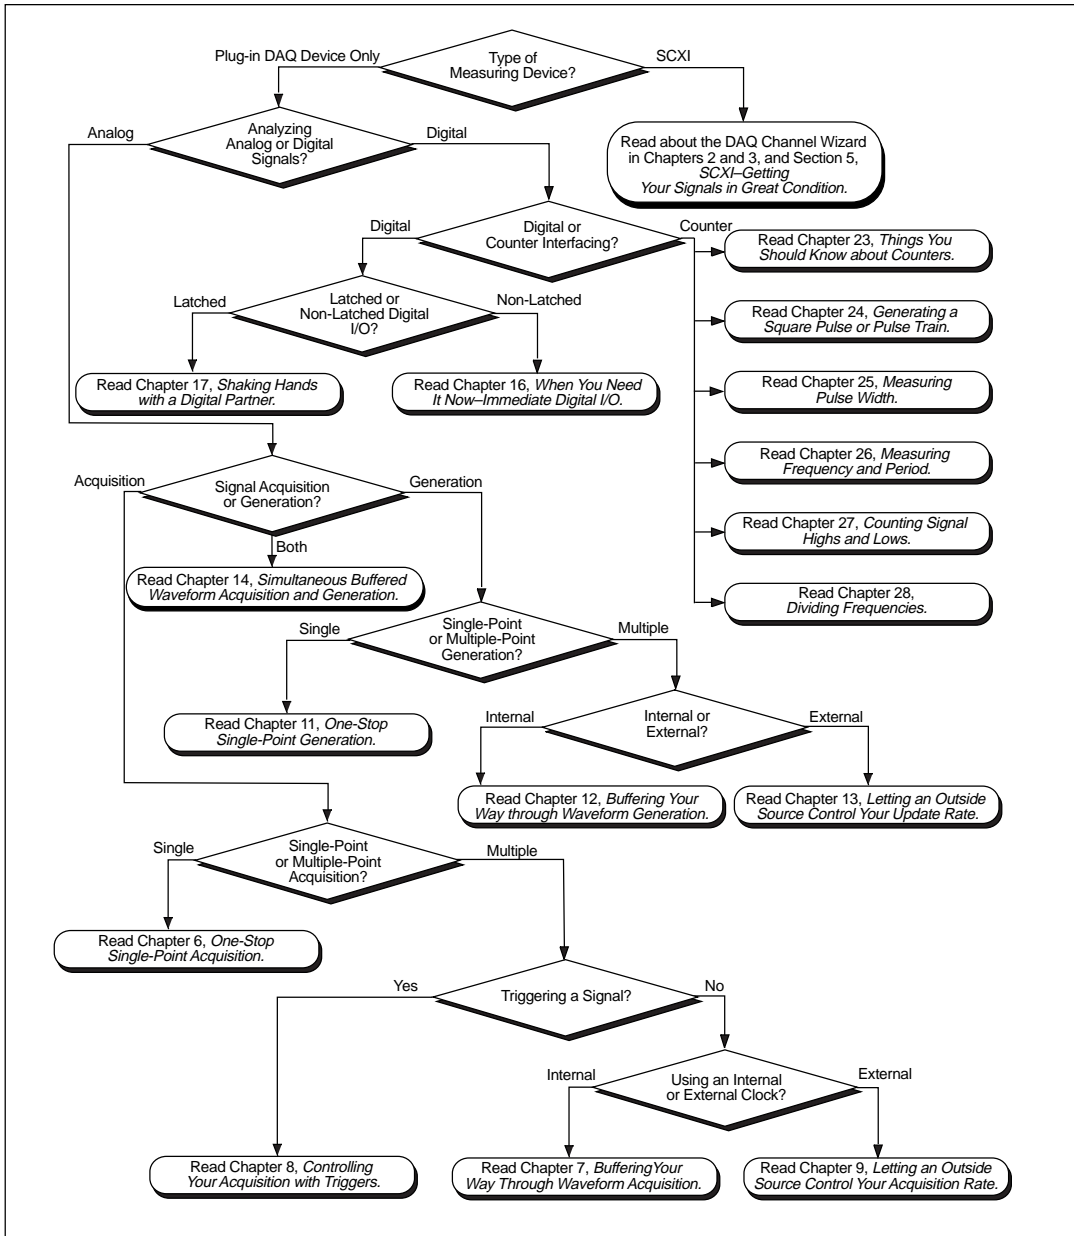 Plug-in DAQ Device Only
Type of
Measuring Device?
SCXI
Analog
Analyzing
Analog or Digital
Signals?
Digital
Read about the DAQ Channel Wizard
in Chapters 2 and 3, and Section 5,
SCXI–Getting
Your Signals in Great Condition.
Digital
Digital or
Counter Interfacing?
Counter
Read Chapter 23, Things You
Should Know about Counters.
Latched
Latched or
Non-Latched Digital
I/O?
Non-Latched
Read Chapter 24, Generating a
Square Pulse or Pulse Train.
Read Chapter 17, Shaking Hands
with a Digital Partner.
Read Chapter 16, When You Need
It Now–Immediate Digital I/O.
Read Chapter 25, Measuring
Pulse Width.
Read Chapter 26, Measuring
Frequency and Period.
Acquisition
Signal Acquisition
or Generation?
Generation
Both
Read Chapter 27, Counting Signal
Highs and Lows.
Read Chapter 14, Simultaneous Buffered
Waveform Acquisition and Generation.
Read Chapter 28,
Dividing Frequencies.
Single
Single-Point
or Multiple-Point
Generation?
Multiple
Read Chapter 11, One-Stop
Single-Point Generation.
Internal
Internal or
External?
External
Read Chapter 12, Buffering Your
Way through Waveform Generation.
Read Chapter 13, Letting an Outside
Source Control Your Update Rate.
Single
Single-Point
or Multiple-Point
Acquisition?
Multiple
Read Chapter 6, One-Stop
Single-Point Acquisition.
Yes
Triggering a Signal?
No
Internal
Using an Internal
or External Clock?
External
Read Chapter 8, Controlling
Your Acquisition with Triggers.
Read Chapter 7, BufferingYour
Way Through Waveform Acquisition.
Read Chapter 9, Letting an Outside
Source Control Your Acquisition Rate.